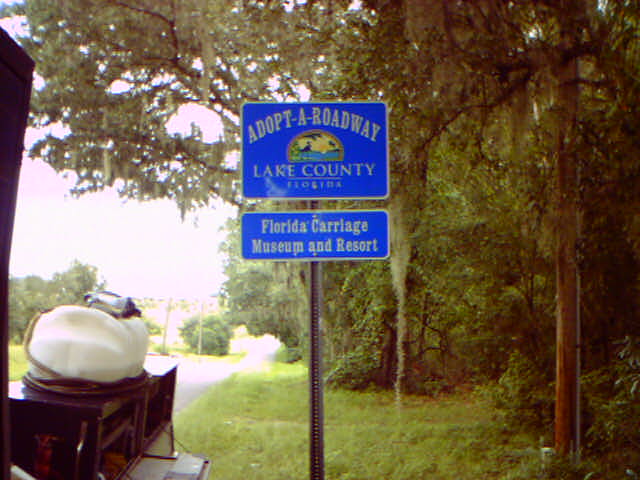 ADOPT-A-ROADWAY
LAKE COUNTY
FLORIDA
Florida Carriage
Museum and Resort